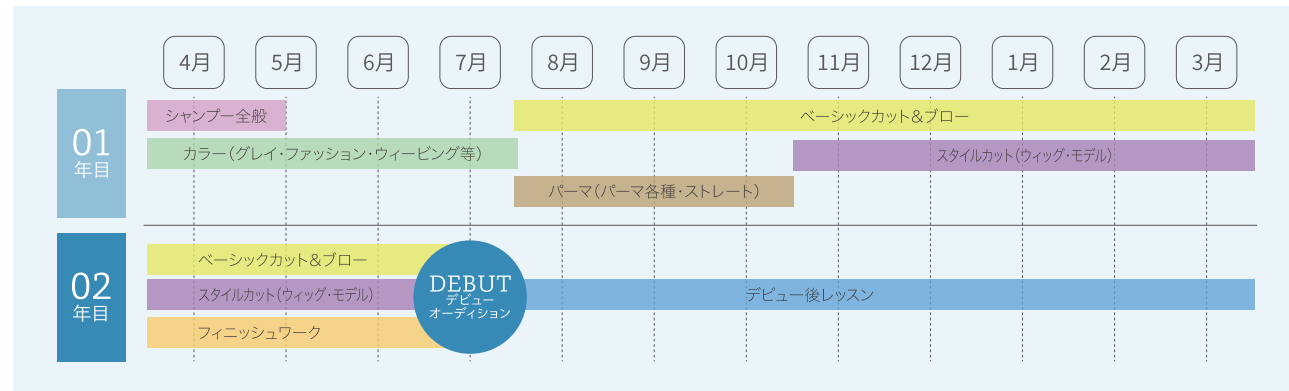 4月 5月 6月 7月 8月 9月 10月 11月 12月 1月 2月 3月
01
年目
シャンプー全般
ベーシックカット&ブロー
カラー(グレイ・ファッション・ウィービング等)
スタイルカット(ウィッグ・モデル)
パーマ(パーマ各種・ストレート)
02
年目
ベーシックカット&ブロー
スタイルカット(ウィッグ・モデル)
フィニッシュワーク
DEBUT
デビュー
オーディション
デビュー後レッスン